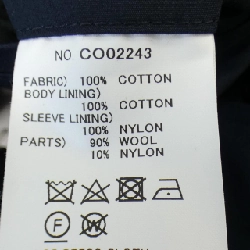 NO CO02243
FABRIC) 100% COTTON
BODY LINING)
100% COTTON
SLEEVE LINING)
100% NYLON
PARTS) 90% WOOL
10% NYLON
F W